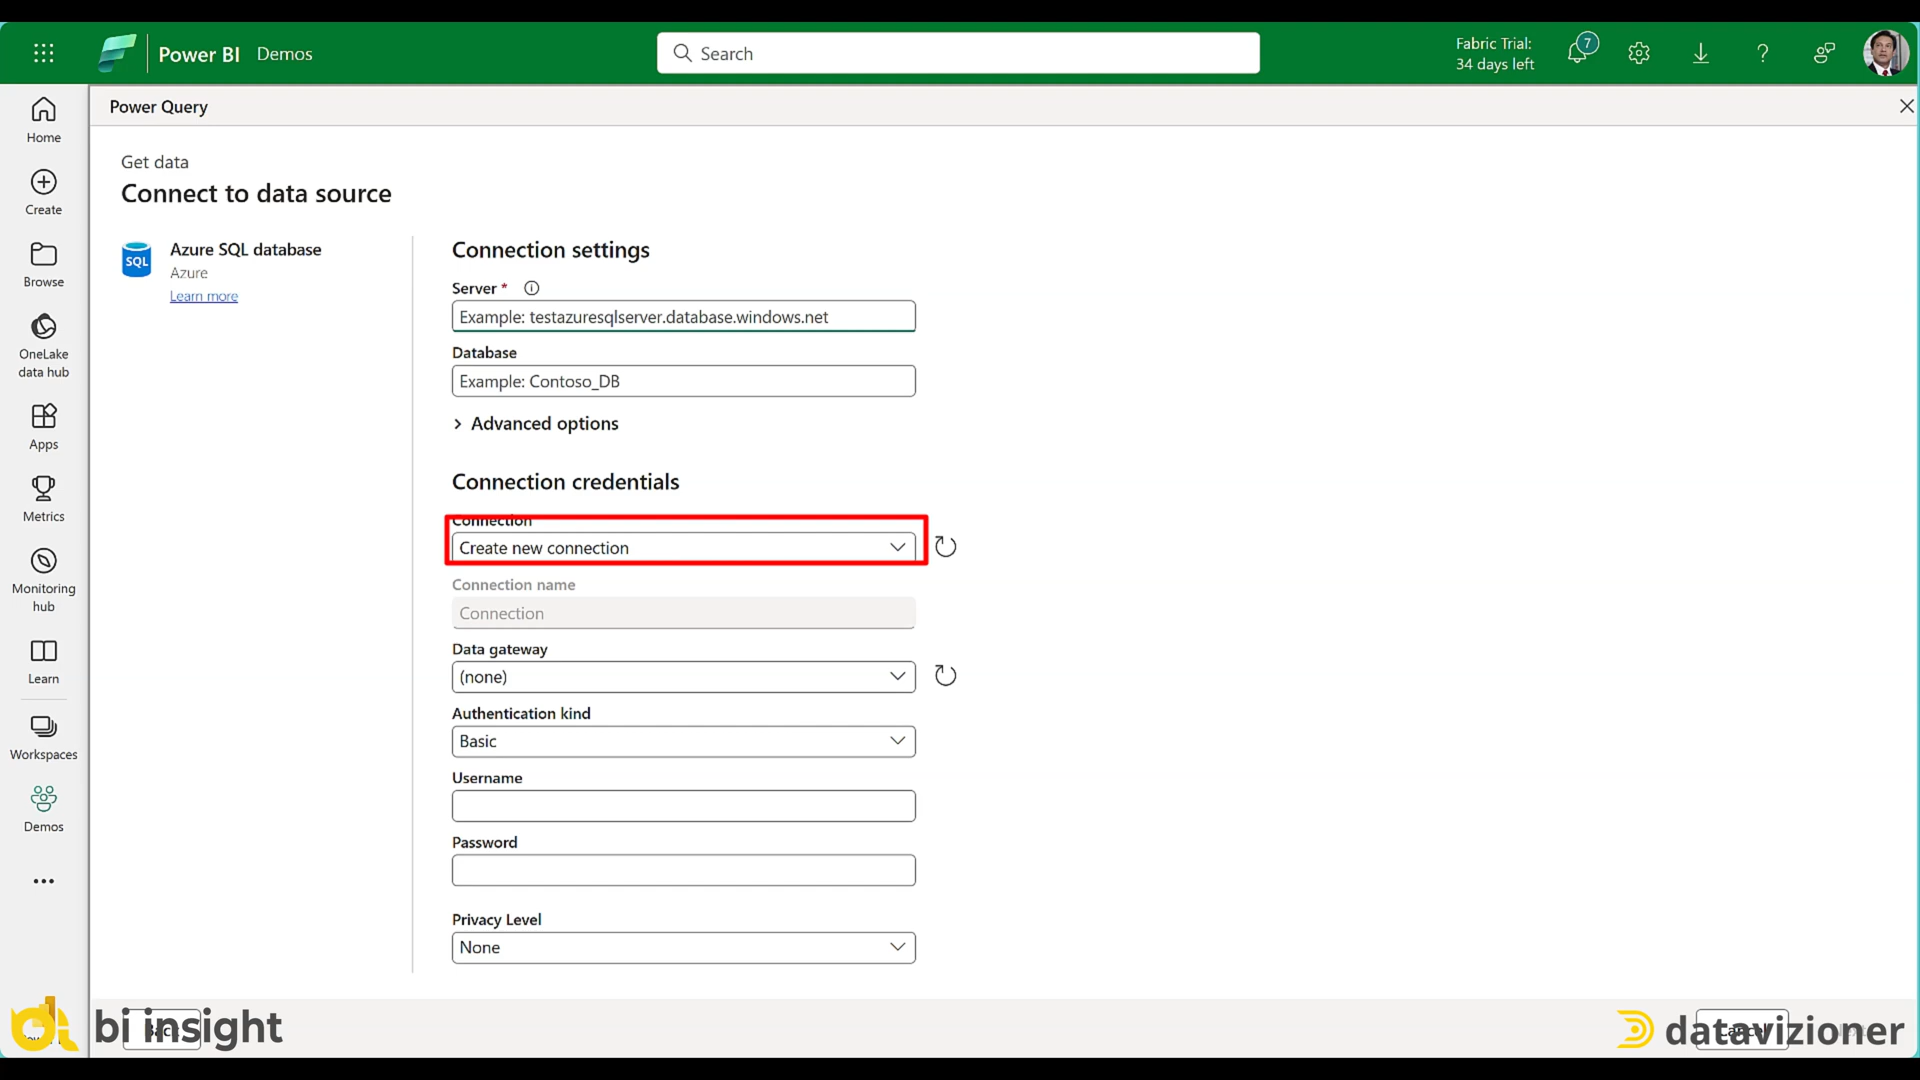 Power BI Demos
Search
Fabric Trial:
34 days left
7
Home
Create
Browse
OneLake
data hub
Apps
Metrics
Monitoring
hub
Learn
Workspaces
Demos
Power Query
Get data
Connect to data source
SQL
Azure SQL database
Azure
Learn more
Connection settings
Server *
Example: testazuresqlserver.database.windows.net
Database
Example: Contoso_DB
Advanced options
Connection credentials
Connection
Create new connection
Connection name
Connection
Data gateway
(none)
Authentication kind
Basic
Username
Password
Privacy Level
None
bi insight
Back
Cancel
datavizioner